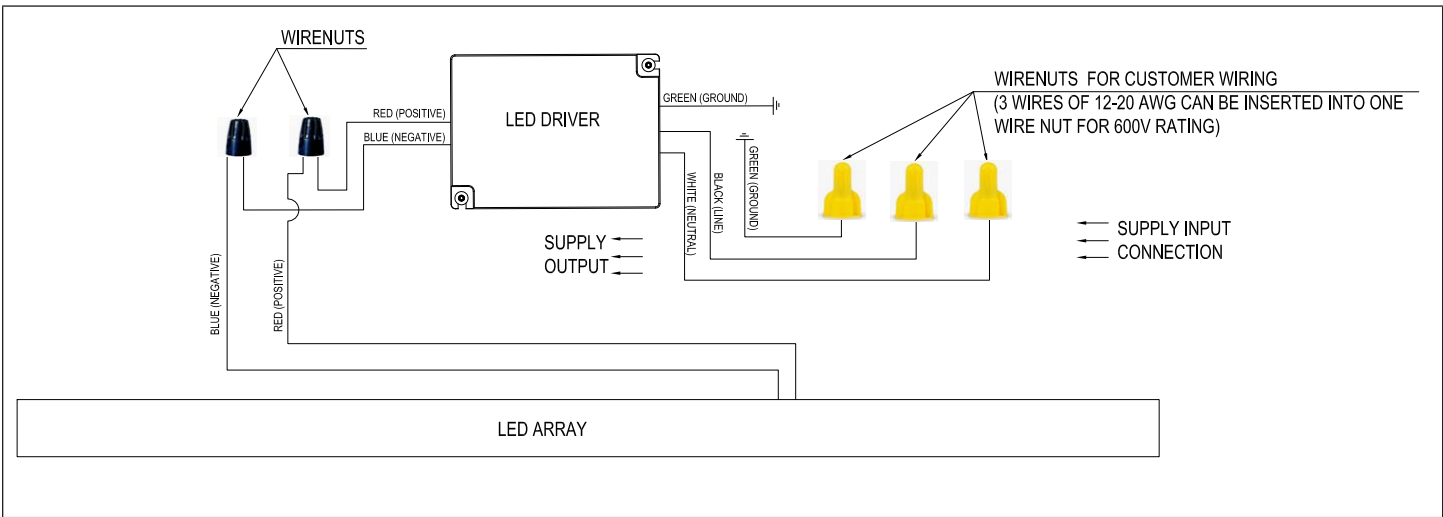 WIRENUTS
RED (POSITIVE)
BLUE (NEGATIVE)
LED DRIVER
GREEN (GROUND)
GREEN (GROUND)
BLACK (LINE)
WHITE (NEUTRAL)
WIRENUTS FOR CUSTOMER WIRING
(3 WIRES OF 12-20 AWG CAN BE INSERTED INTO ONE
WIRE NUT FOR 600V RATING)
SUPPLY
OUTPUT
SUPPLY INPUT
CONNECTION
BLUE (NEGATIVE)
RED (POSITIVE)
LED ARRAY